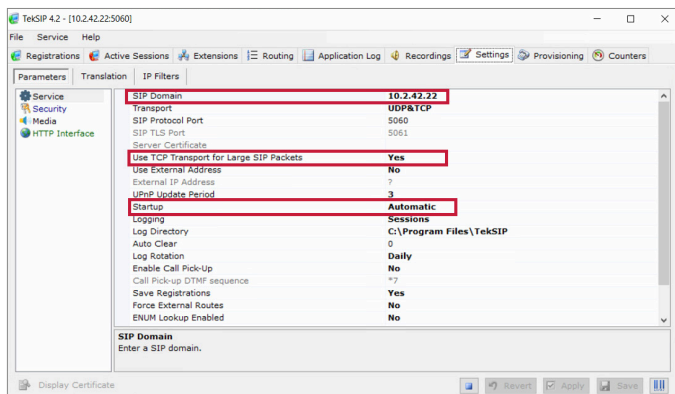 TekSIP 4.2 - [10.2.42.22:5060]
File Service Help
Registrations Active Sessions Extensions Routing Application Log Recordings Settings Provisioning Counters
Parameters Translation IP Filters
Service
Security
Media
HTTP Interface
SIP Domain 10.2.42.22
Transport UDP&TCP
SIP Protocol Port 5060
SIP TLS Port 5061
Server Certificate
Use TCP Transport for Large SIP Packets Yes
Use External Address No
External IP Address ?
UPnP Update Period 3
Startup Automatic
Logging Sessions
Log Directory C:\Program Files\TekSIP
Auto Clear 0
Log Rotation Daily
Enable Call Pick-Up No
Call Pick-up DTMF sequence *7
Save Registrations Yes
Force External Routes No
ENUM Lookup Enabled No
SIP Domain
Enter a SIP domain.
Display Certificate Revert Apply Save